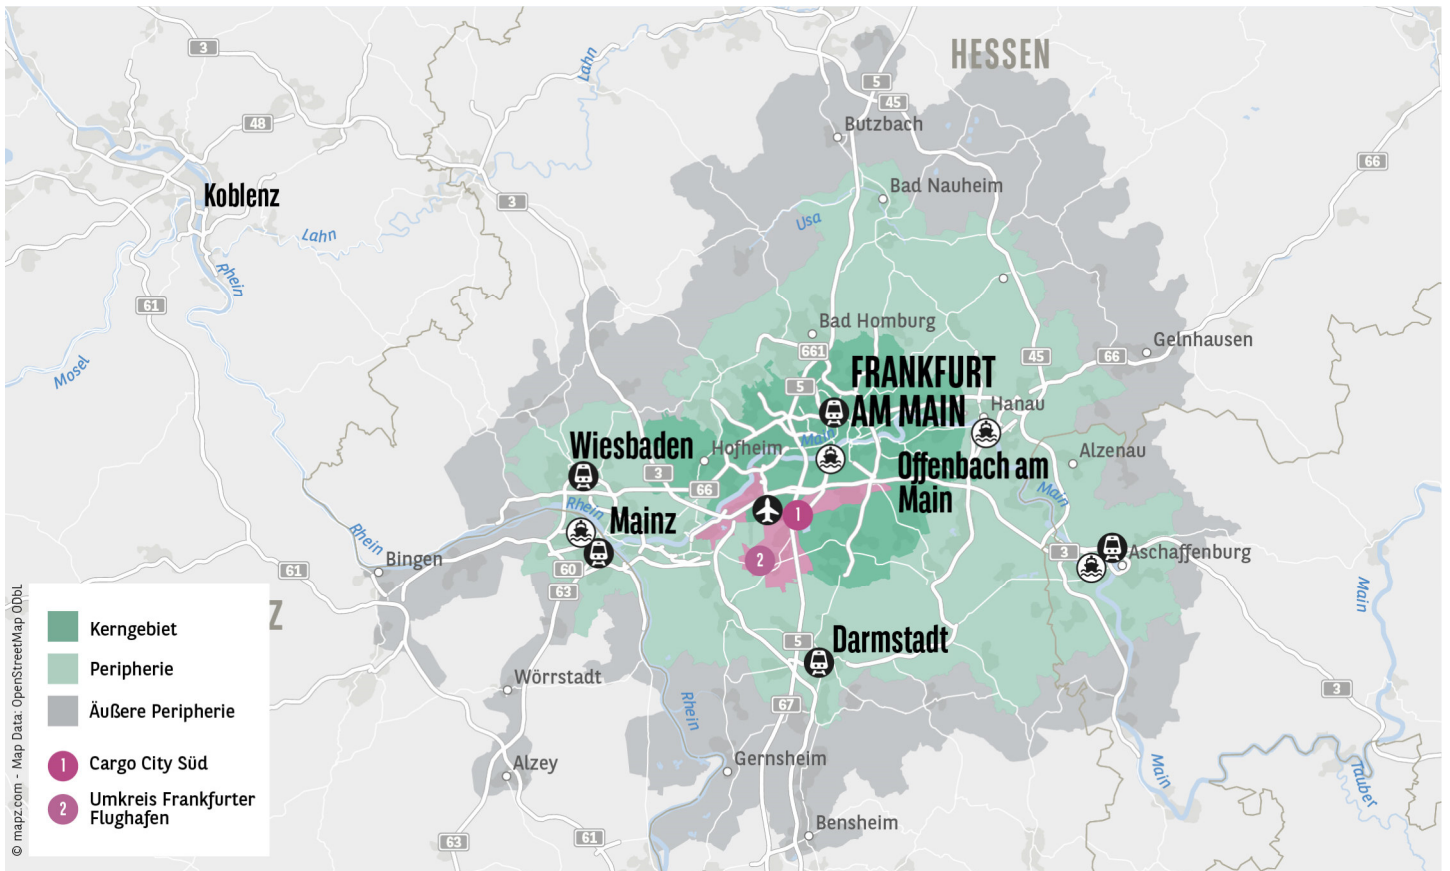 HESSEN
3
Lahn
5
45
48
Butzbach
66
Koblenz
3
Bad Nauheim
Usa
Lahn
Rhein
61
Bad Homburg
Gelnhausen
661
45
66
Mosel
5
FRANKFURT
AM MAIN
Hanau
Main
Wiesbaden
Hofheim
Alzenau
Offenbach am
Main
3
66
Main
Rhein
Mainz
1
Rhein
Bingen
2
3
Aschaffenburg
61
60
63
Main
Z
Darmstadt
5
Wörrstadt
67
3
Rhein
Alzey
Gernsheim
Main
Tauber
Bensheim
63
61
Kerngebiet
Peripherie
Äußere Peripherie
1
Cargo City Süd
2
Umkreis Frankfurter
Flughafen
© mapz.com - Map Data: OpenStreetMap ODbL